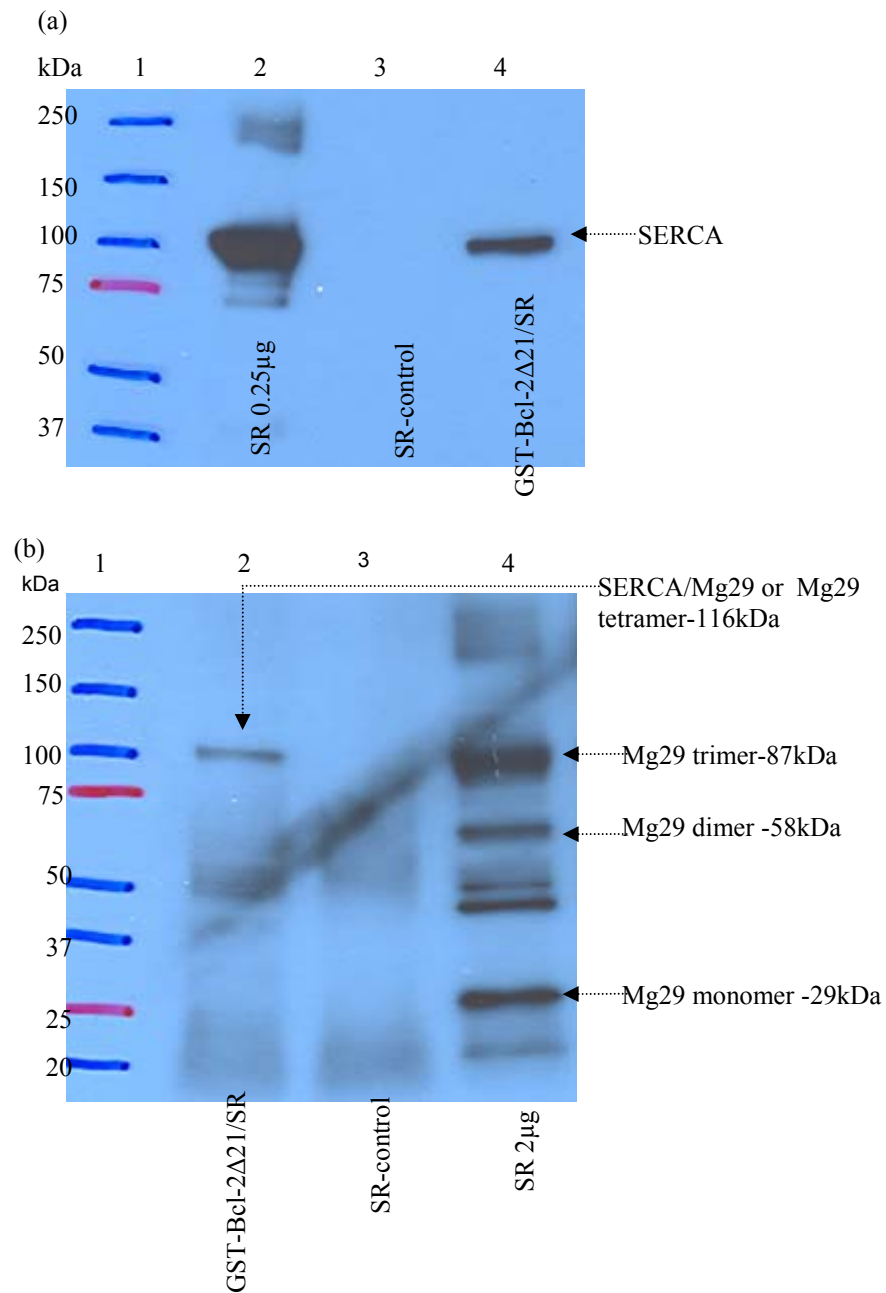 (a)
kDa 1 2 3 4
250
150
100
75
50
37
SERCA
SR 0.25µg
SR-control
GST-Bcl-2Δ21/SR
(b)
1 2 3 4
kDa
250
150
100
75
50
37
25
20
SERCA/Mg29 or Mg29
tetramer-116kDa
Mg29 trimer-87kDa
Mg29 dimer -58kDa
Mg29 monomer -29kDa
GST-Bcl-2Δ21/SR
SR-control
SR 2µg